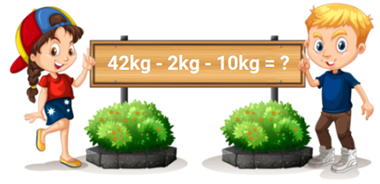 42kg - 2kg - 10kg = ?